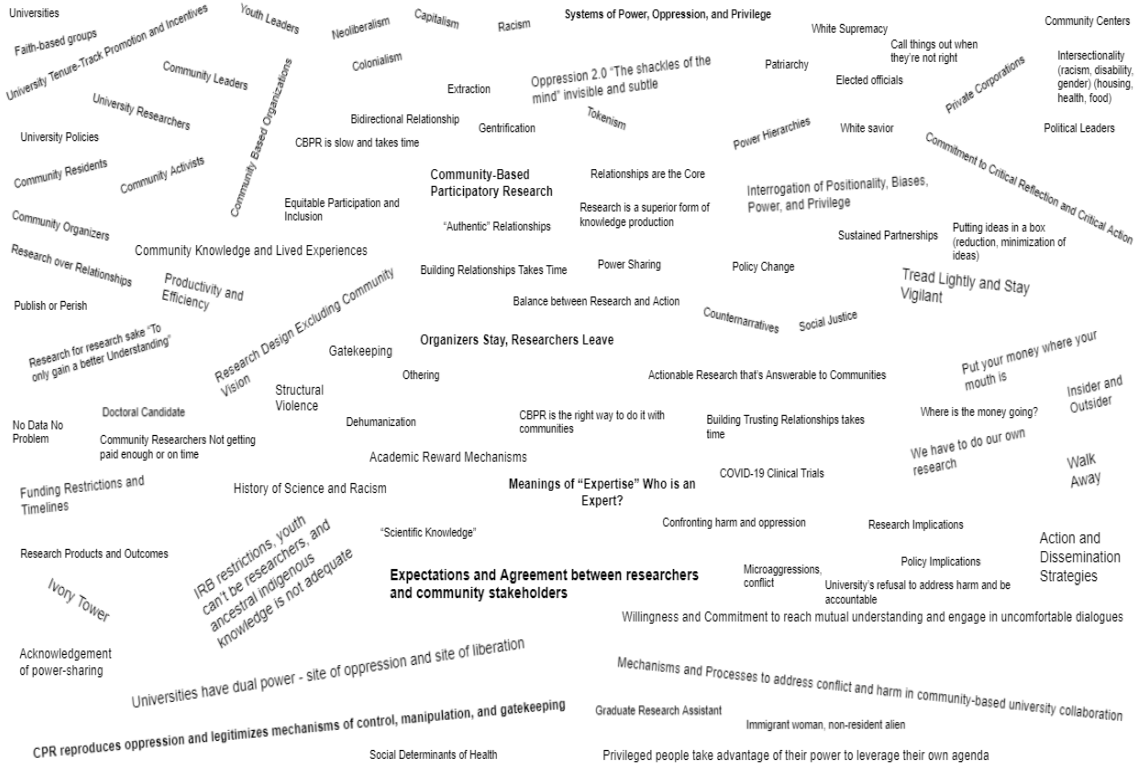 Universities
Faith-based groups
University Tenure-Track Promotion and Incentives
Youth Leaders
Neoliberalism
Capitalism
Racism
Systems of Power, Oppression, and Privilege
White Supremacy
Community Centers
Call things out when
they're not right
Colonialism
Community Leaders
Community Based Organizations
Extraction
Oppression 2.0 “The shackles of the
mind” invisible and subtle
Patriarchy
Elected officials
Private Corporations
Intersectionality
(racism, disability,
gender) (housing,
health, food)
University Researchers
Bidirectional Relationship
Gentrification
Tokenism
Power Hierarchies
White savior
Political Leaders
University Policies
CBPR is slow and takes time
Commitment to Critical Reflection and Critical Action
Community Residents
Community Activists
Community-Based
Participatory Research
Relationships are the Core
Interrogation of Positionality, Biases,
Power, and Privilege
Equitable Participation and
Inclusion
“Authentic” Relationships
Research is a superior form of
knowledge production
Community Organizers
Community Knowledge and Lived Experiences
Sustained Partnerships
Putting ideas in a box
(reduction, minimization of
ideas)
Research over Relationships
Productivity and
Efficiency
Building Relationships Takes Time
Power Sharing
Policy Change
Tread Lightly and Stay
Vigilant
Publish or Perish
Research Design Excluding Community
Vision
Balance between Research and Action
Counternarratives
Social Justice
Research for research sake “To
only gain a better Understanding”
Gatekeeping
Organizers Stay, Researchers Leave
Put your money where your
mouth is
Structural
Violence
Othering
Actionable Research that's Answerable to Communities
Insider and
Outsider
No Data No
Problem
Doctoral Candidate
Dehumanization
CBPR is the right way to do it with
communities
Building Trusting Relationships takes
time
Where is the money going?
Community Researchers Not getting
paid enough or on time
Academic Reward Mechanisms
We have to do our own
research
Walk
Away
Funding Restrictions and
Timelines
History of Science and Racism
Meanings of “Expertise” Who is an
Expert?
COVID-19 Clinical Trials
“Scientific Knowledge”
Confronting harm and oppression
Research Implications
Action and
Dissemination
Strategies
Research Products and Outcomes
IRB restrictions, youth
can't be researchers, and
ancestral indigenous
knowledge is not adequate
Ivory Tower
Expectations and Agreement between researchers
and community stakeholders
Microaggressions,
conflict
Policy Implications
University's refusal to address harm and be
accountable
Willingness and Commitment to reach mutual understanding and engage in uncomfortable dialogues
Acknowledgement
of power-sharing
Universities have dual power - site of oppression and site of liberation
Mechanisms and Processes to address conflict and harm in community-based university collaboration
CPR reproduces oppression and legitimizes mechanisms of control, manipulation, and gatekeeping
Graduate Research Assistant
Immigrant woman, non-resident alien
Social Determinants of Health
Privileged people take advantage of their power to leverage their own agenda